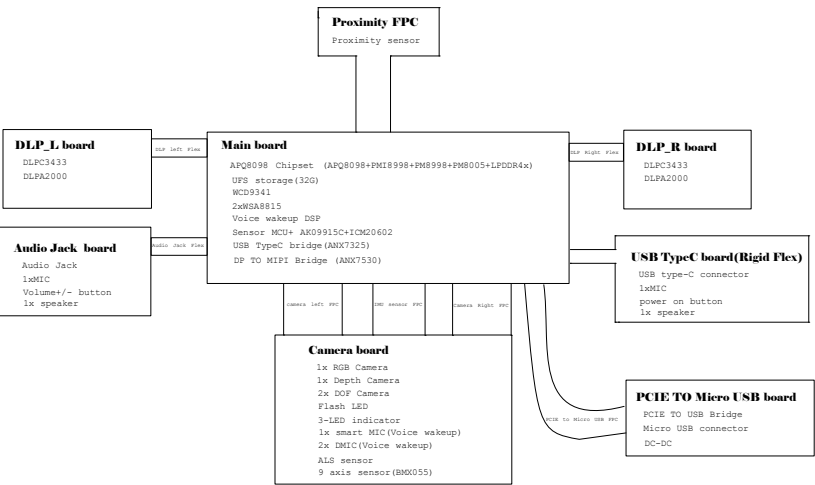 Proximity FPC
Proximity sensor
DLP_L board
DLPC3433
DLPA2000
DLP left Flex
Main board
APQ8098 Chipset (APQ8098+PMI8998+PM8998+PM8005+LPDDR4x)
UFS storage(32G)
WCD9341
2xWSA8815
Voice wakeup DSP
Sensor MCU+ AK09915C+ICM20602
USB TypeC bridge(ANX7325)
DP TO MIPI Bridge (ANX7530)
DLP Right Flex
DLP_R board
DLPC3433
DLPA2000
Audio Jack board
Audio Jack
1xMIC
Volume+/- button
1x speaker
Audio Jack Flex
USB TypeC board(Rigid Flex)
USB type-C connector
1xMIC
power on button
1x speaker
camera left FPC
IMU sensor FPC
Camera Right FPC
Camera board
1x RGB Camera
1x Depth Camera
2x DOF Camera
Flash LED
3-LED indicator
1x smart MIC(Voice wakeup)
2x DMIC(Voice wakeup)
ALS sensor
9 axis sensor(BMX055)
PCIE to Micro USB FPC
PCIE TO Micro USB board
PCIE TO USB Bridge
Micro USB connector
DC-DC